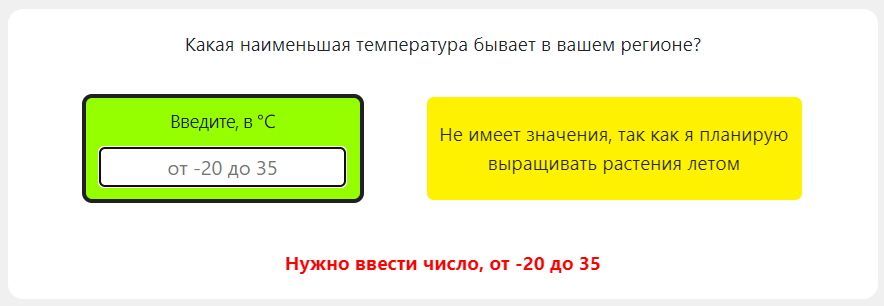 Какая наименьшая температура бывает в вашем регионе?
Введите, в °C
от -20 до 35
Не имеет значения, так как я планирую
выращивать растения летом
Нужно ввести число, от -20 до 35